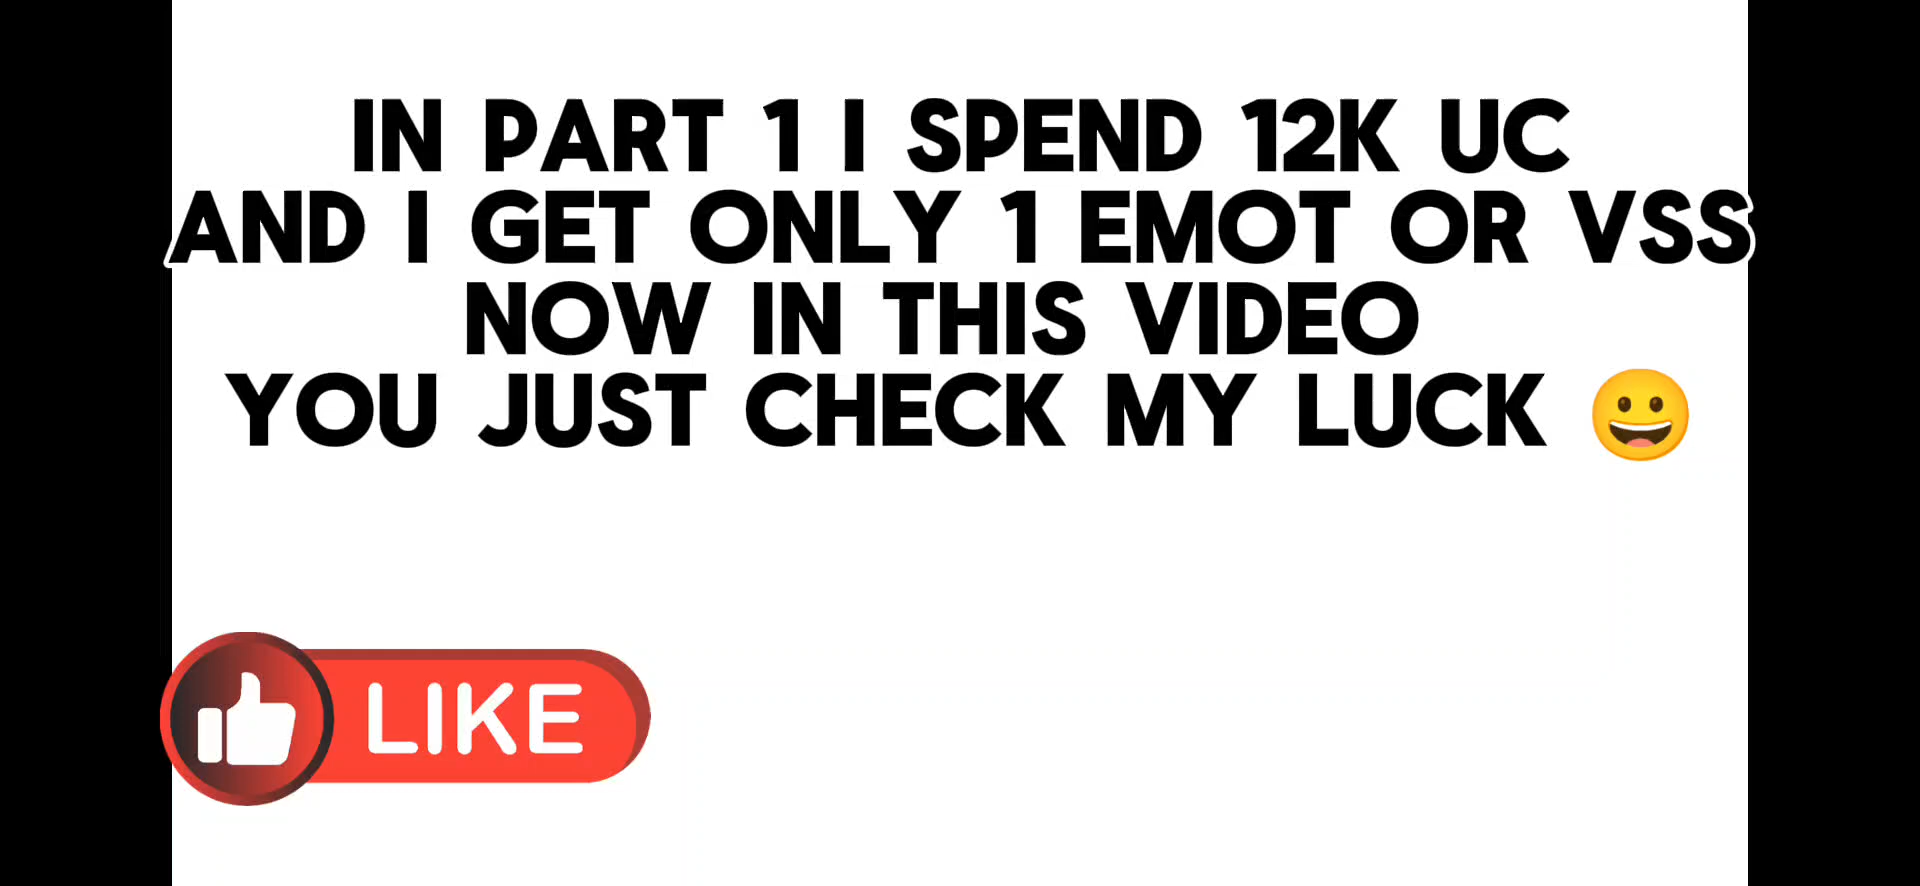 IN PART 1 I SPEND 12K UC
AND I GET ONLY 1 EMOT OR VSS
NOW IN THIS VIDEO
YOU JUST CHECK MY LUCK 😀
LIKE